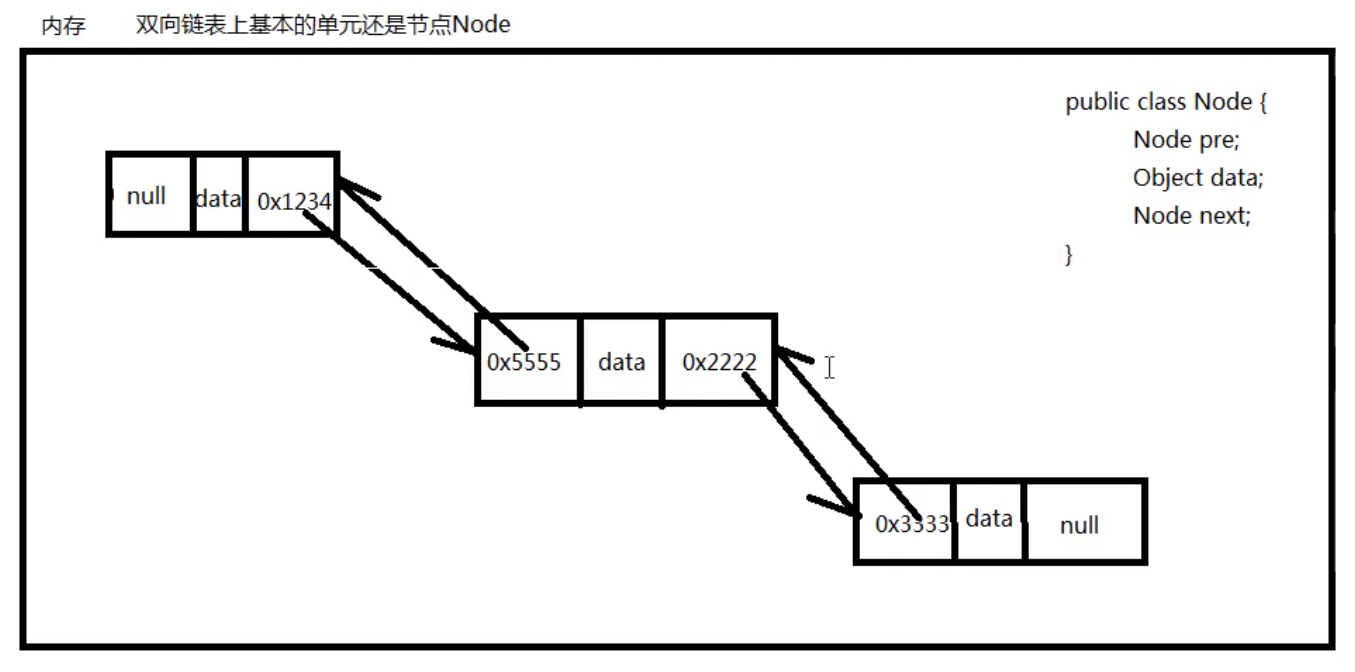 内存 双向链表上基本的单元还是节点Node
public class Node {
Node pre;
Object data;
Node next;
}
null data 0x1234
0x5555 data 0x2222
0x3333 data null